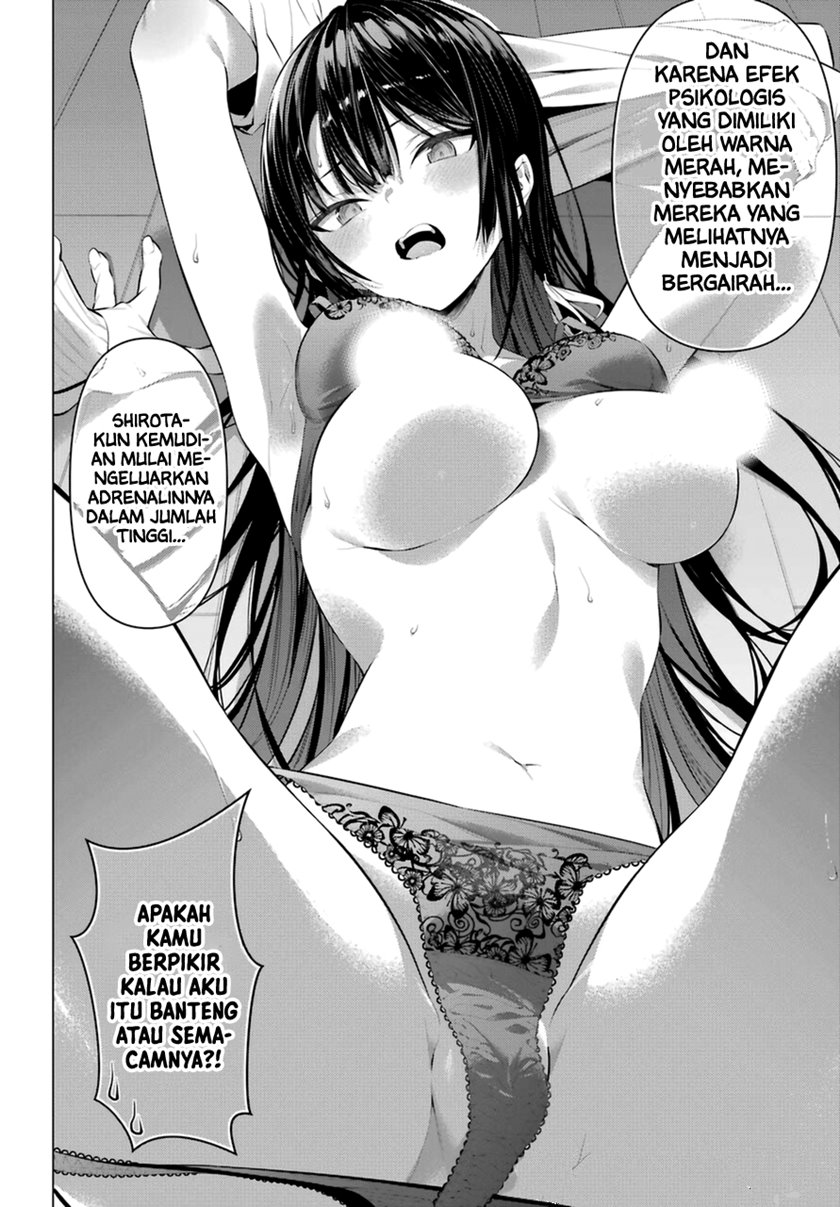 DAN
KARENA EFEK
PSIKOLOGIS
YANG DIMILIKI
OLEH WARNA
MERAH, ME-
NYEBABKAN
MEREKA YANG
MELIHATNYA
MENJADI
BERGAIRAH...
SHIROTA-
KUN KEMUDI-
AN MULAI ME-
NGELUARKAN
ADRENALINNYA
DALAM JUMLAH
TINGGI...
APAKAH
KAMU
BERPIKIR
KALAU AKU
ITU BANTENG
ATAU SEMA-
CAMNYA?!